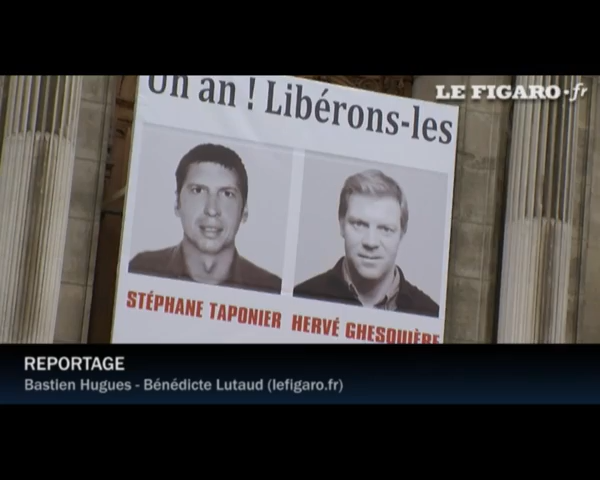 LE FIGARO·fr
Un an ! Libérons-les
STÉPHANE TAPONIER HERVÉ GHESQUIÈRE
REPORTAGE
Bastien Hugues - Bénédicte Lutaud (lefigaro.fr)